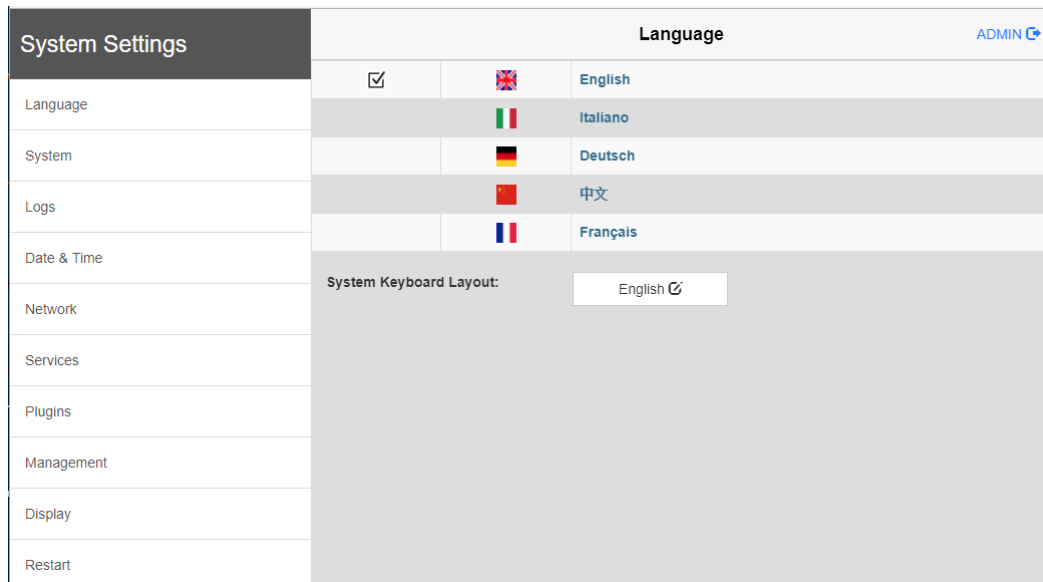 System Settings
Language
System
Logs
Date & Time
Network
Services
Plugins
Management
Display
Restart
Language
ADMIN
English
Italiano
Deutsch
中文
Français
System Keyboard Layout:
English